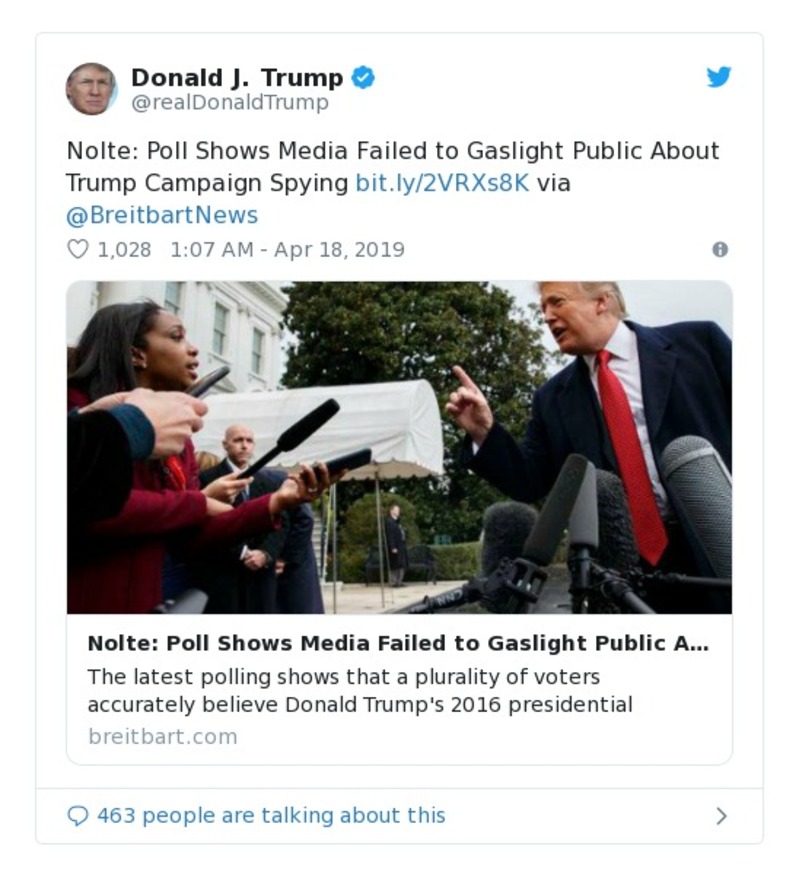 Donald J. Trump
@realDonaldTrump
Nolte: Poll Shows Media Failed to Gaslight Public About
Trump Campaign Spying bit.ly/2VRXs8K via
@BreitbartNews
1,028 1:07 AM - Apr 18, 2019
CNN
Nolte: Poll Shows Media Failed to Gaslight Public A...
The latest polling shows that a plurality of voters
accurately believe Donald Trump's 2016 presidential
breitbart.com
463 people are talking about this